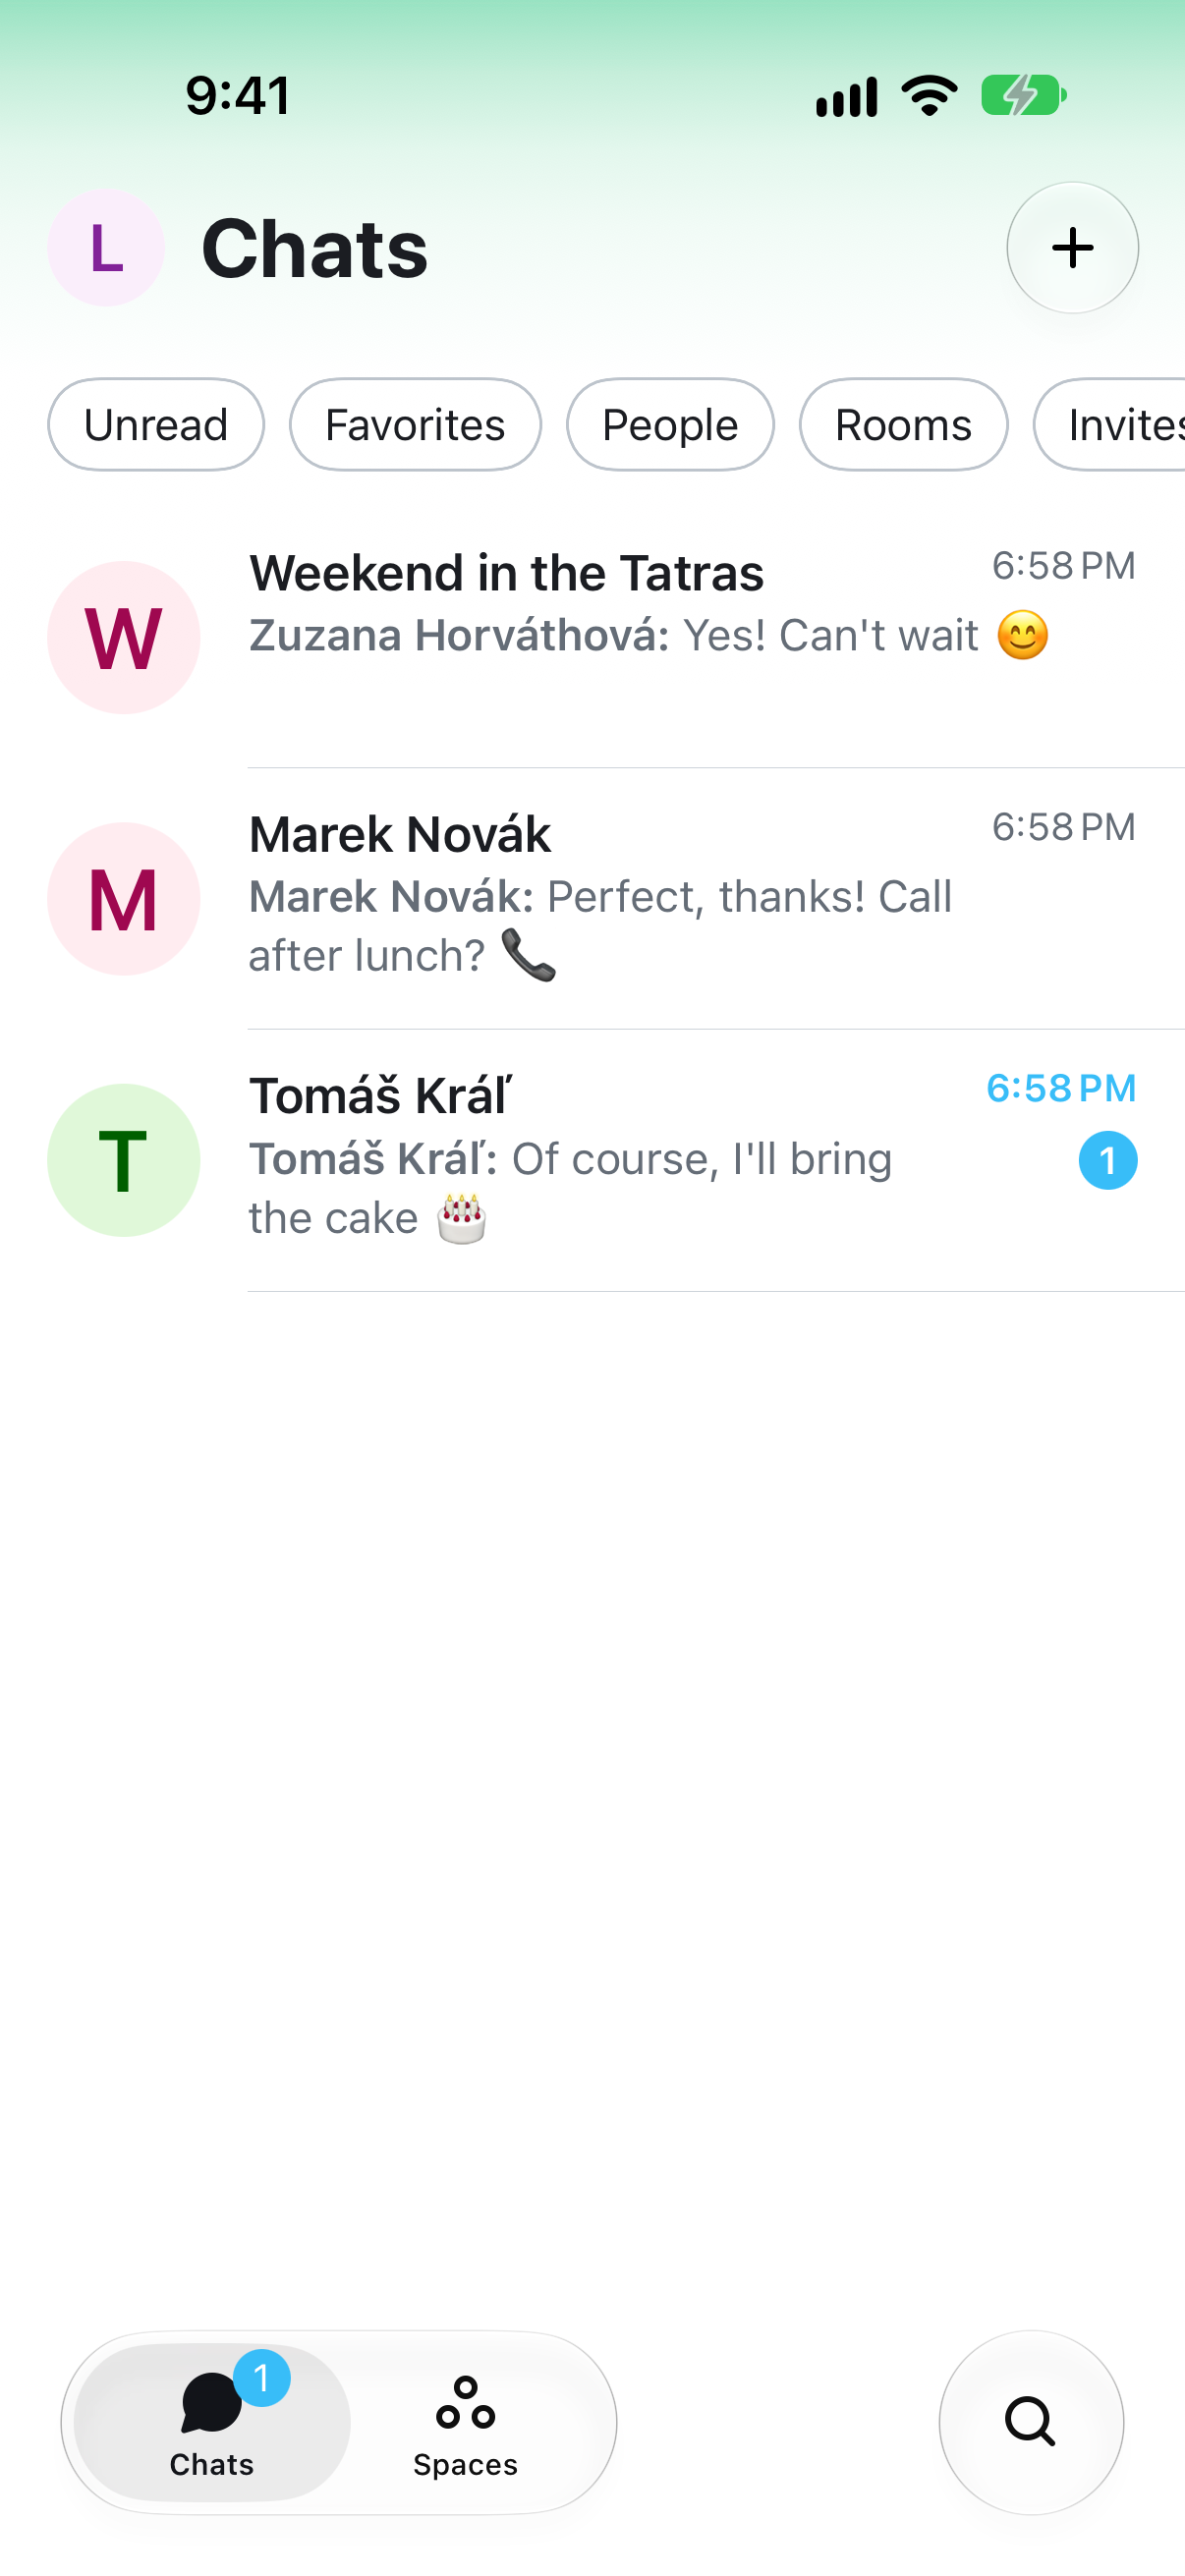 9:41
L Chats
Unread Favorites People Rooms Invites
W
Weekend in the Tatras 6:58 PM
Zuzana Horváthová: Yes! Can't wait 😊
M
Marek Novák 6:58 PM
Marek Novák: Perfect, thanks! Call
after lunch? 📞
T
Tomáš Kráľ 6:58 PM
Tomáš Kráľ: Of course, I'll bring 1
the cake 🎂
1
Chats Spaces